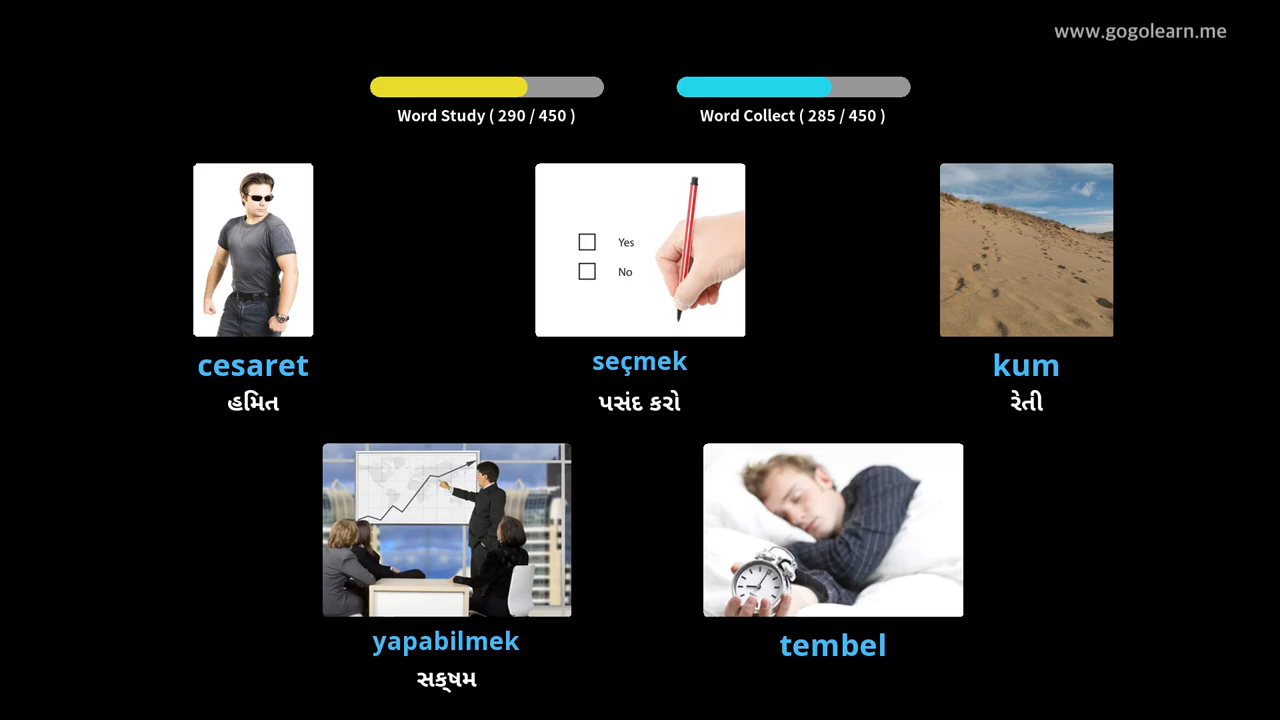 www.gogolearn.me
Word Study ( 290 / 450 )
Word Collect ( 285 / 450 )
Yes
No
cesaret
seçmek
kum
હિંમત
પસંદ કરો
રેતી
yapabilmek
tembel
સક્ષમ